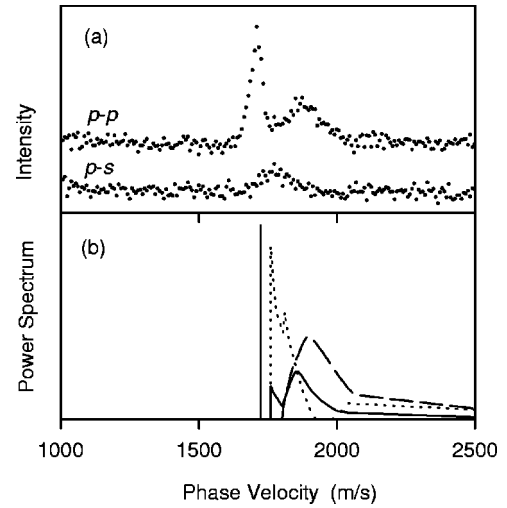 (a)
p-p
p-s
Intensity
(b)
Power Spectrum
1000 1500 2000 2500
Phase Velocity (m/s)